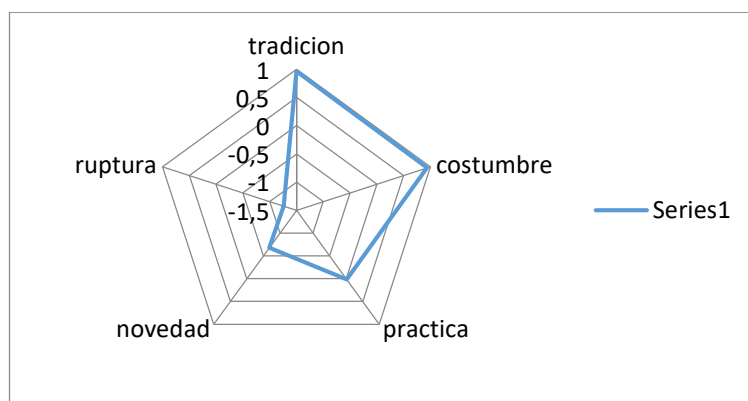 tradicion
1
0,5
0
-0,5
-1
-1,5
ruptura
costumbre
Series1
novedad
practica